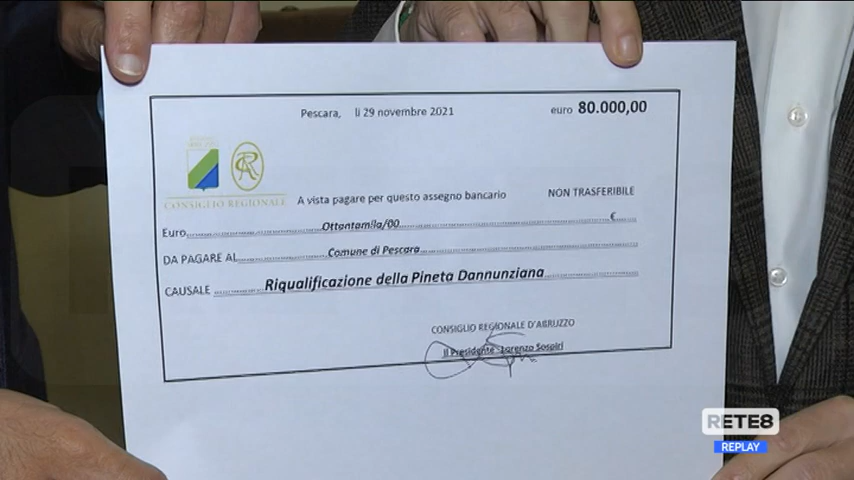 Pescara, lì 29 novembre 2021 euro 80.000,00
CONSIGLIO REGIONALE
A vista pagare per questo assegno bancario NON TRASFERIBILE
Euro Ottantamila/00 €
DA PAGARE AL Comune di Pescara
CAUSALE Riqualificazione della Pineta Dannunziana
CONSIGLIO REGIONALE D'ABRUZZO
Il Presidente Lorenzo Sospiri
RETE8
REPLAY